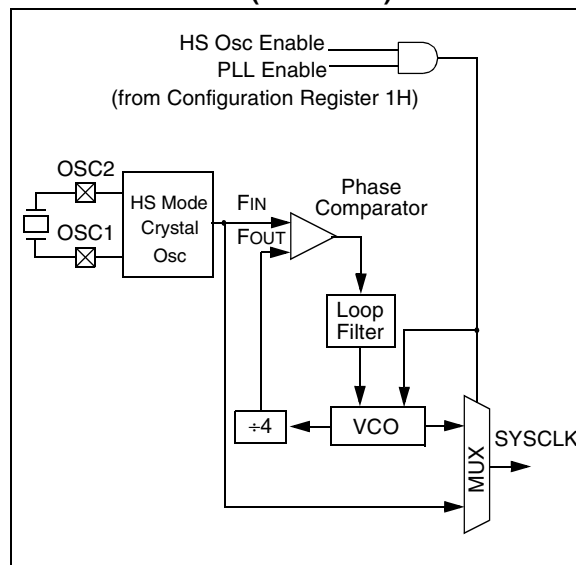 HS Osc Enable
PLL Enable
(from Configuration Register 1H)
OSC2
OSC1
HS Mode
Crystal
Osc
FIN
FOUT
Phase
Comparator
Loop
Filter
÷4
VCO
MUX
SYSCLK